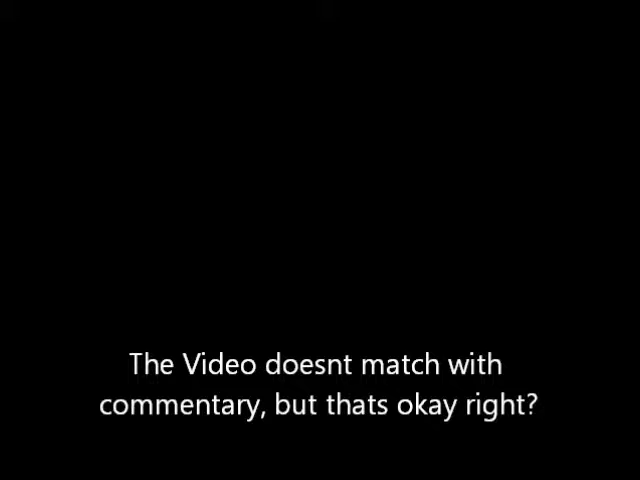 The Video doesnt match with
commentary, but thats okay right?